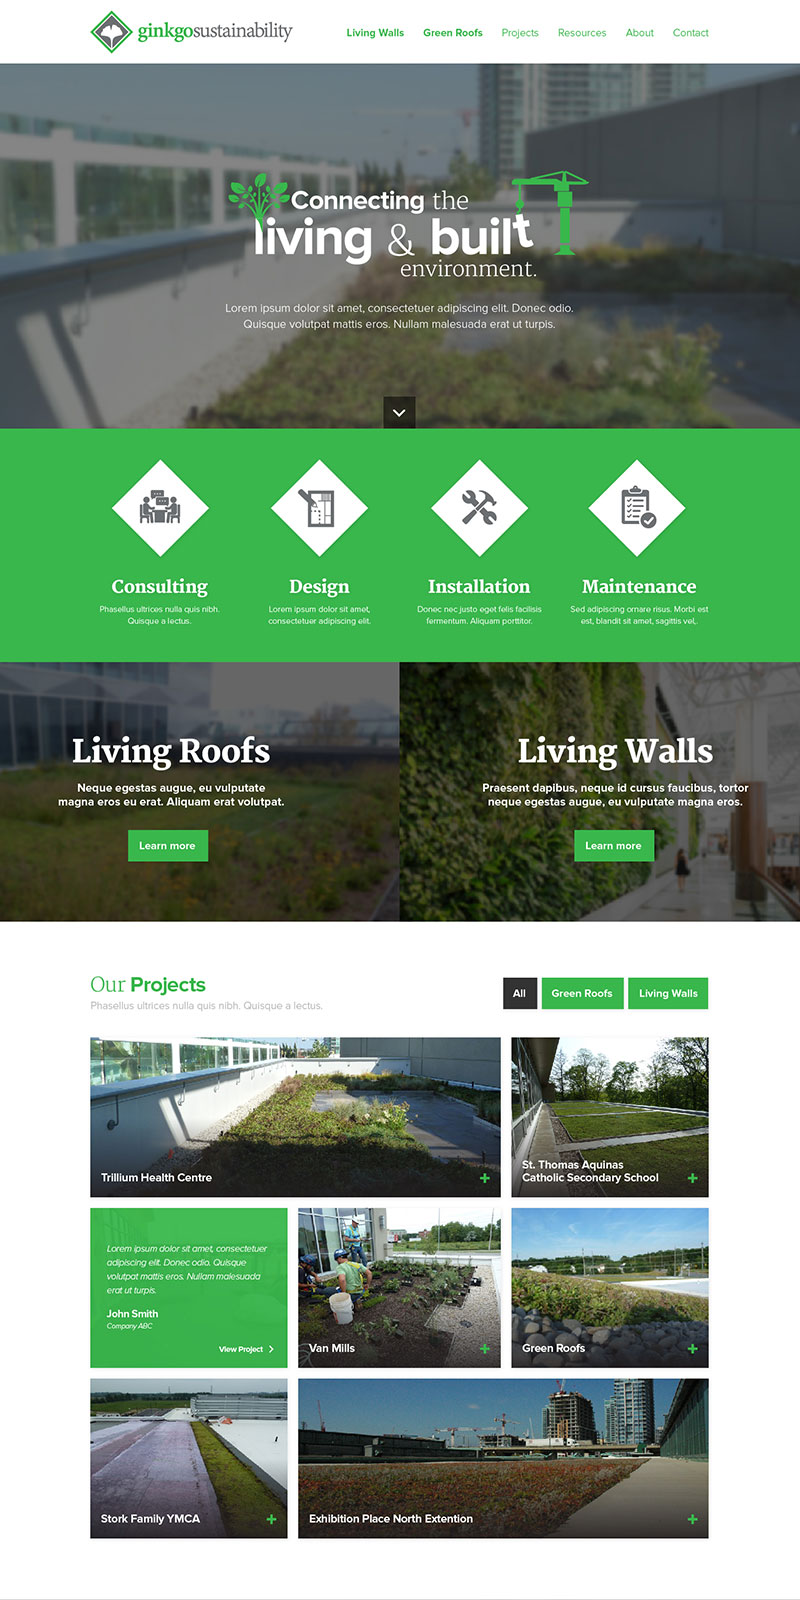 ginkgosustainability
Living Walls
Green Roofs
Projects
Resources
About
Contact
Connecting the
living & built
environment.
Lorem ipsum dolor sit amet, consectetuer adipiscing elit. Donec odio.
Quisque volutpat mattis eros. Nullam malesuada erat ut turpis.
Consulting
Phasellus ultrices nulla quis nibh.
Quisque a lectus.
Design
Lorem ipsum dolor sit amet,
consectetuer adipiscing elit.
Installation
Donec nec justo eget felis facilisis
fermentum. Aliquam porttitor.
Maintenance
Sed adipiscing ornare risus. Morbi est
est, blandit sit amet, sagittis vel,.
Living Roofs
Neque egestas augue, eu vulputate
magna eros eu erat. Aliquam erat volutpat.
Learn more
Living Walls
Praesent dapibus, neque id cursus faucibus, tortor
neque egestas augue, eu vulputate magna eros.
Learn more
Our Projects
Phasellus ultrices nulla quis nibh. Quisque a lectus.
All
Green Roofs
Living Walls
Trillium Health Centre
St. Thomas Aquinas
Catholic Secondary School
Lorem ipsum dolor sit amet, consectetuer
adipiscing elit. Donec odio. Quisque
volutpat mattis eros. Nullam malesuada
erat ut turpis.
John Smith
Company ABC
View Project
Van Mills
Green Roofs
Stork Family YMCA
Exhibition Place North Extention